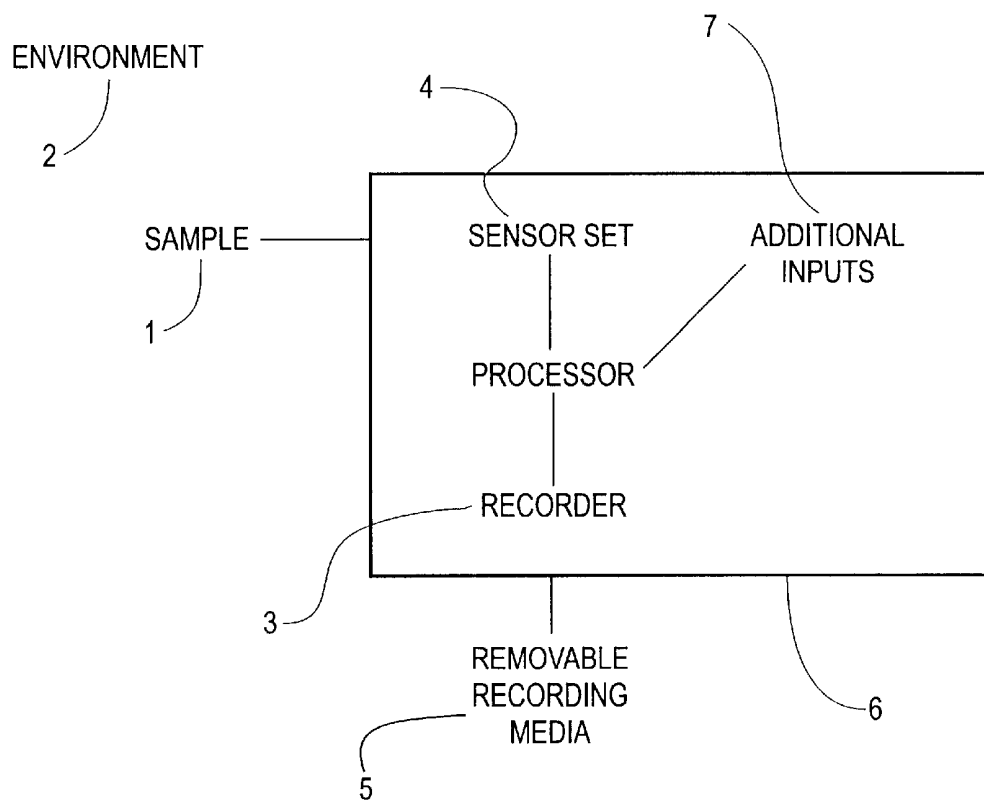 7
ENVIRONMENT
4
2
SAMPLE
SENSOR SET
ADDITIONAL
INPUTS
1
PROCESSOR
RECORDER
3
REMOVABLE
RECORDING
MEDIA
6
5